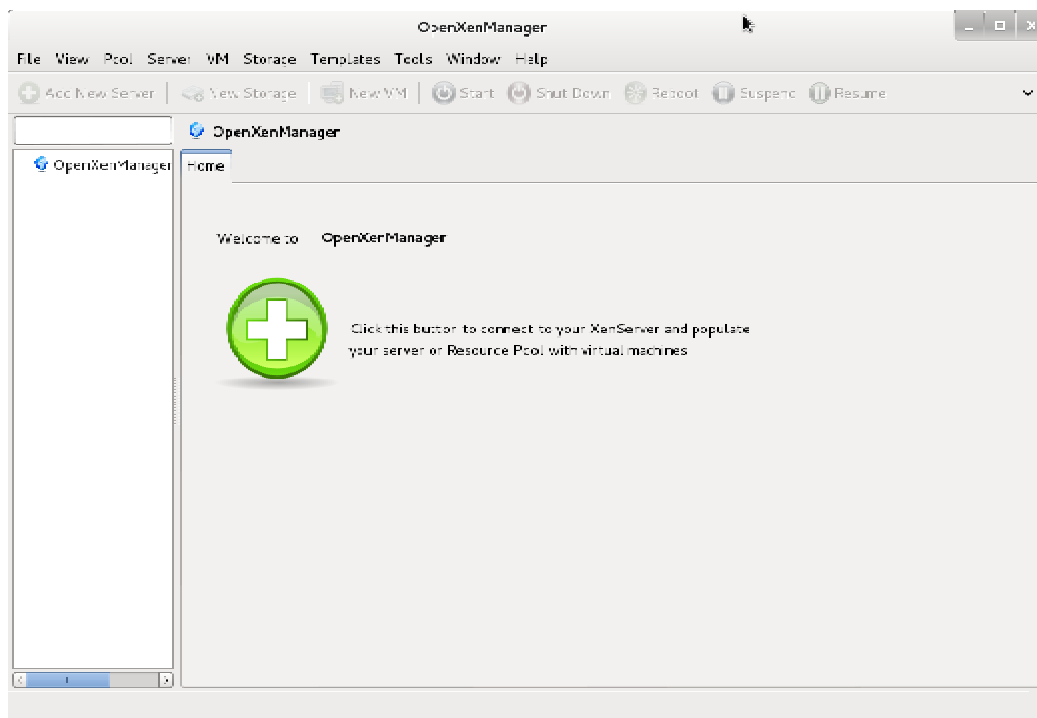 OpenXenManager
File View Pool Server VM Storage Templates Tools Window Help
Add New Server New Storage New VM Start Shut Down Reboot Suspend Resume
OpenXenManager
OpenXenManager
Home
Welcome to OpenXenManager
Click this button to connect to your XenServer and populate
your server or Resource Pool with virtual machines